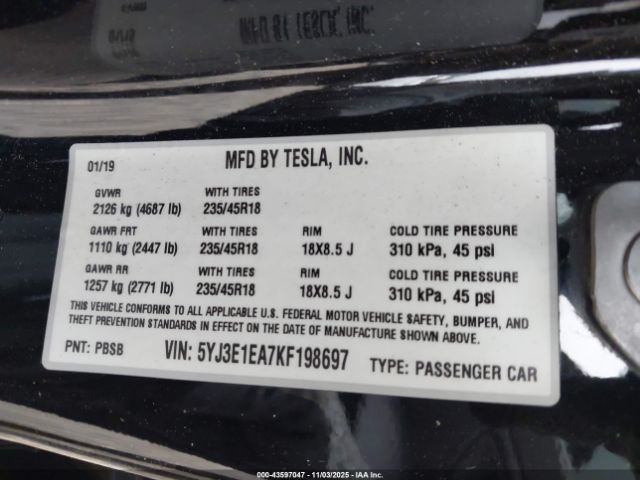 01/19 MFD BY TESLA, INC.
GVWR WITH TIRES
2126 kg (4687 lb) 235/45R18
GAWR FRT WITH TIRES RIM COLD TIRE PRESSURE
1110 kg (2447 lb) 235/45R18 18X8.5 J 310 kPa, 45 psi
GAWR RR WITH TIRES RIM COLD TIRE PRESSURE
1257 kg (2771 lb) 235/45R18 18X8.5 J 310 kPa, 45 psi
THIS VEHICLE CONFORMS TO ALL APPLICABLE U.S. FEDERAL MOTOR VEHICLE SAFETY, BUMPER, AND
THEFT PREVENTION STANDARDS IN EFFECT ON THE DATE OF MANUFACTURE SHOWN ABOVE.
PNT: PBSB VIN: 5YJ3E1EA7KF198697 TYPE: PASSENGER CAR
000-43597047 - 11/03/2025 - IAA Inc.